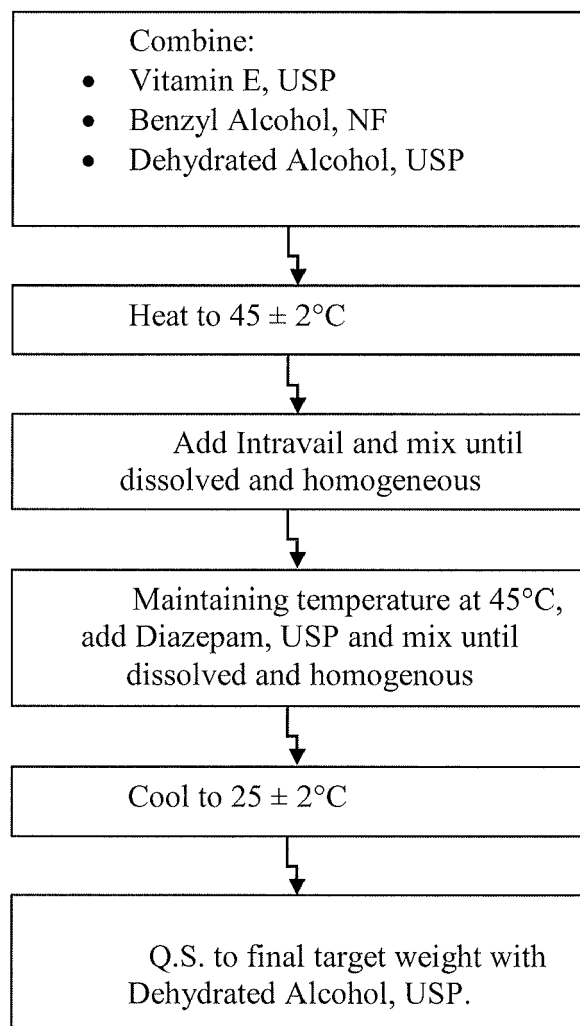 Combine:
• Vitamin E, USP
• Benzyl Alcohol, NF
• Dehydrated Alcohol, USP
Heat to 45 ± 2°C
Add Intravail and mix until
dissolved and homogeneous
Maintaining temperature at 45°C,
add Diazepam, USP and mix until
dissolved and homogenous
Cool to 25 ± 2°C
Q.S. to final target weight with
Dehydrated Alcohol, USP.